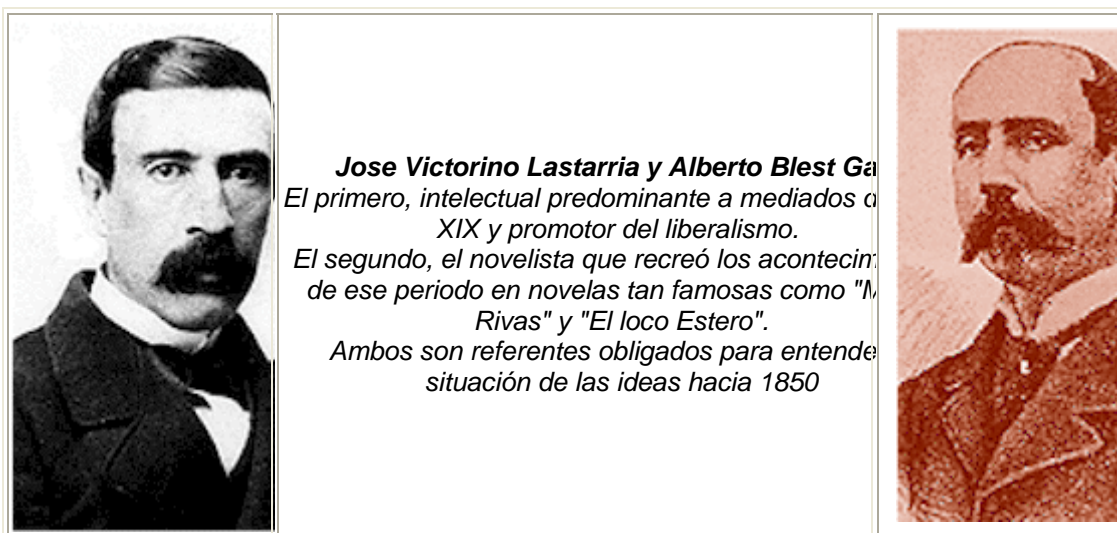 Jose Victorino Lastarria y Alberto Blest Ga
El primero, intelectual predominante a mediados
XIX y promotor del liberalismo.
El segundo, el novelista que recreó los acontecim
de ese periodo en novelas tan famosas como "M
Rivas" y "El loco Estero".
Ambos son referentes obligados para entende
situación de las ideas hacia 1850